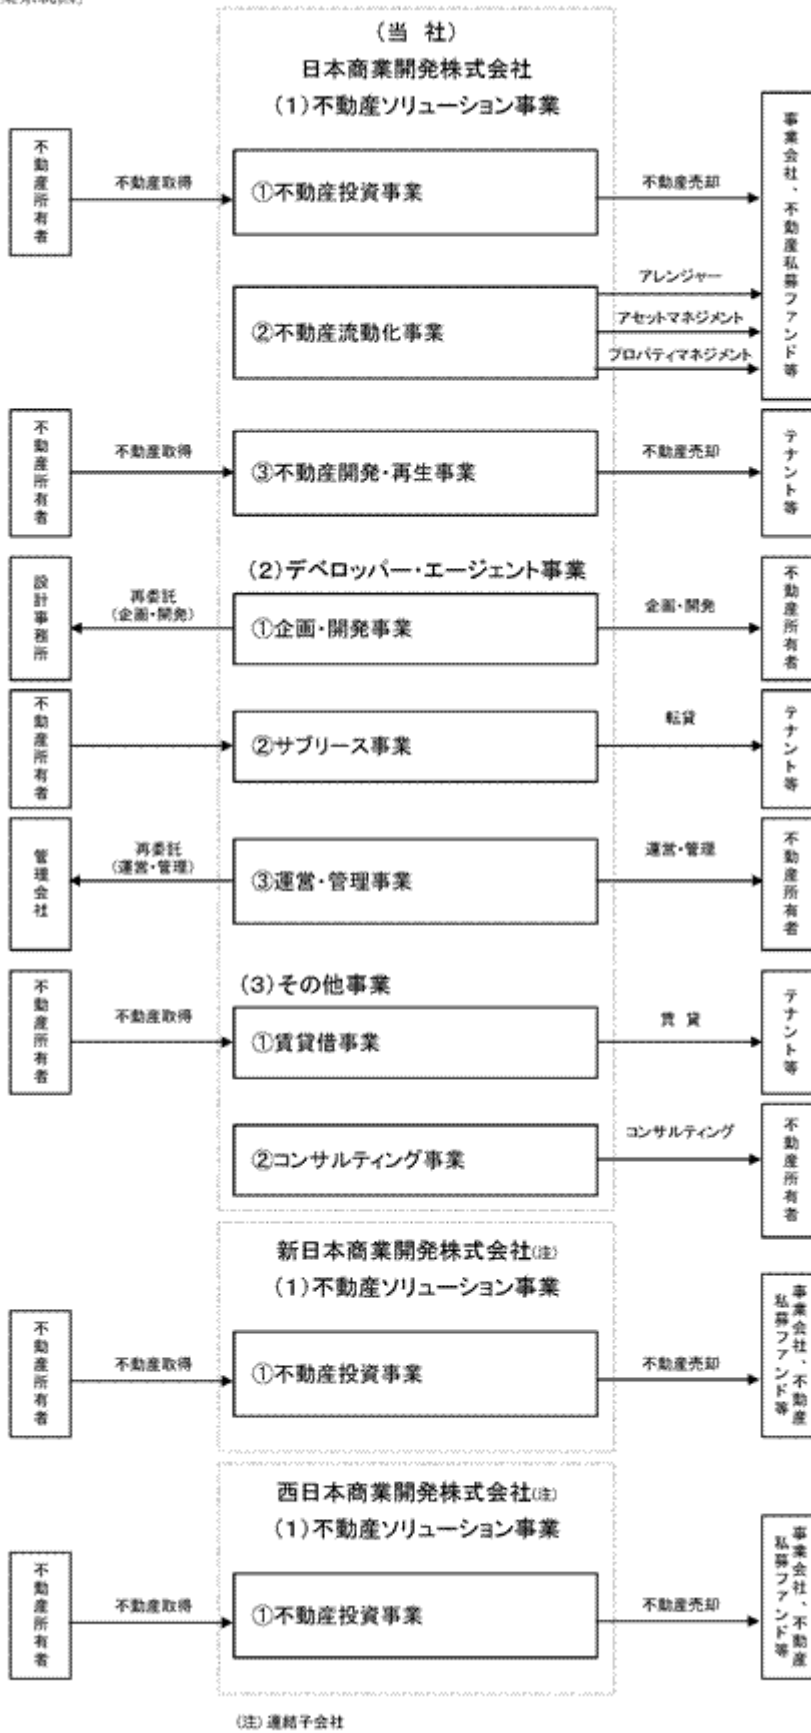 (当 社)
日本商業開発株式会社
(1)不動産ソリューション事業
不動産所有者
不動産取得
①不動産投資事業
不動産売却
事業会社、不動産私募ファンド等
②不動産流動化事業
アレンジャー
アセットマネジメント
プロパティマネジメント
不動産所有者
不動産取得
③不動産開発・再生事業
不動産売却
テナント等
(2)デベロッパー・エージェント事業
設計事務所
再委託
(企画・開発)
①企画・開発事業
企画・開発
不動産所有者
不動産所有者
②サブリース事業
転貸
テナント等
管理会社
再委託
(運営・管理)
③運営・管理事業
運営・管理
不動産所有者
(3)その他事業
不動産所有者
不動産取得
①賃貸借事業
賃 貸
テナント等
②コンサルティング事業
コンサルティング
不動産所有者
新日本商業開発株式会社(注)
(1)不動産ソリューション事業
不動産所有者
不動産取得
①不動産投資事業
不動産売却
事業会社、不動産
私募ファンド等
西日本商業開発株式会社(注)
(1)不動産ソリューション事業
不動産所有者
不動産取得
①不動産投資事業
不動産売却
事業会社、不動産
私募ファンド等
(注) 連結子会社